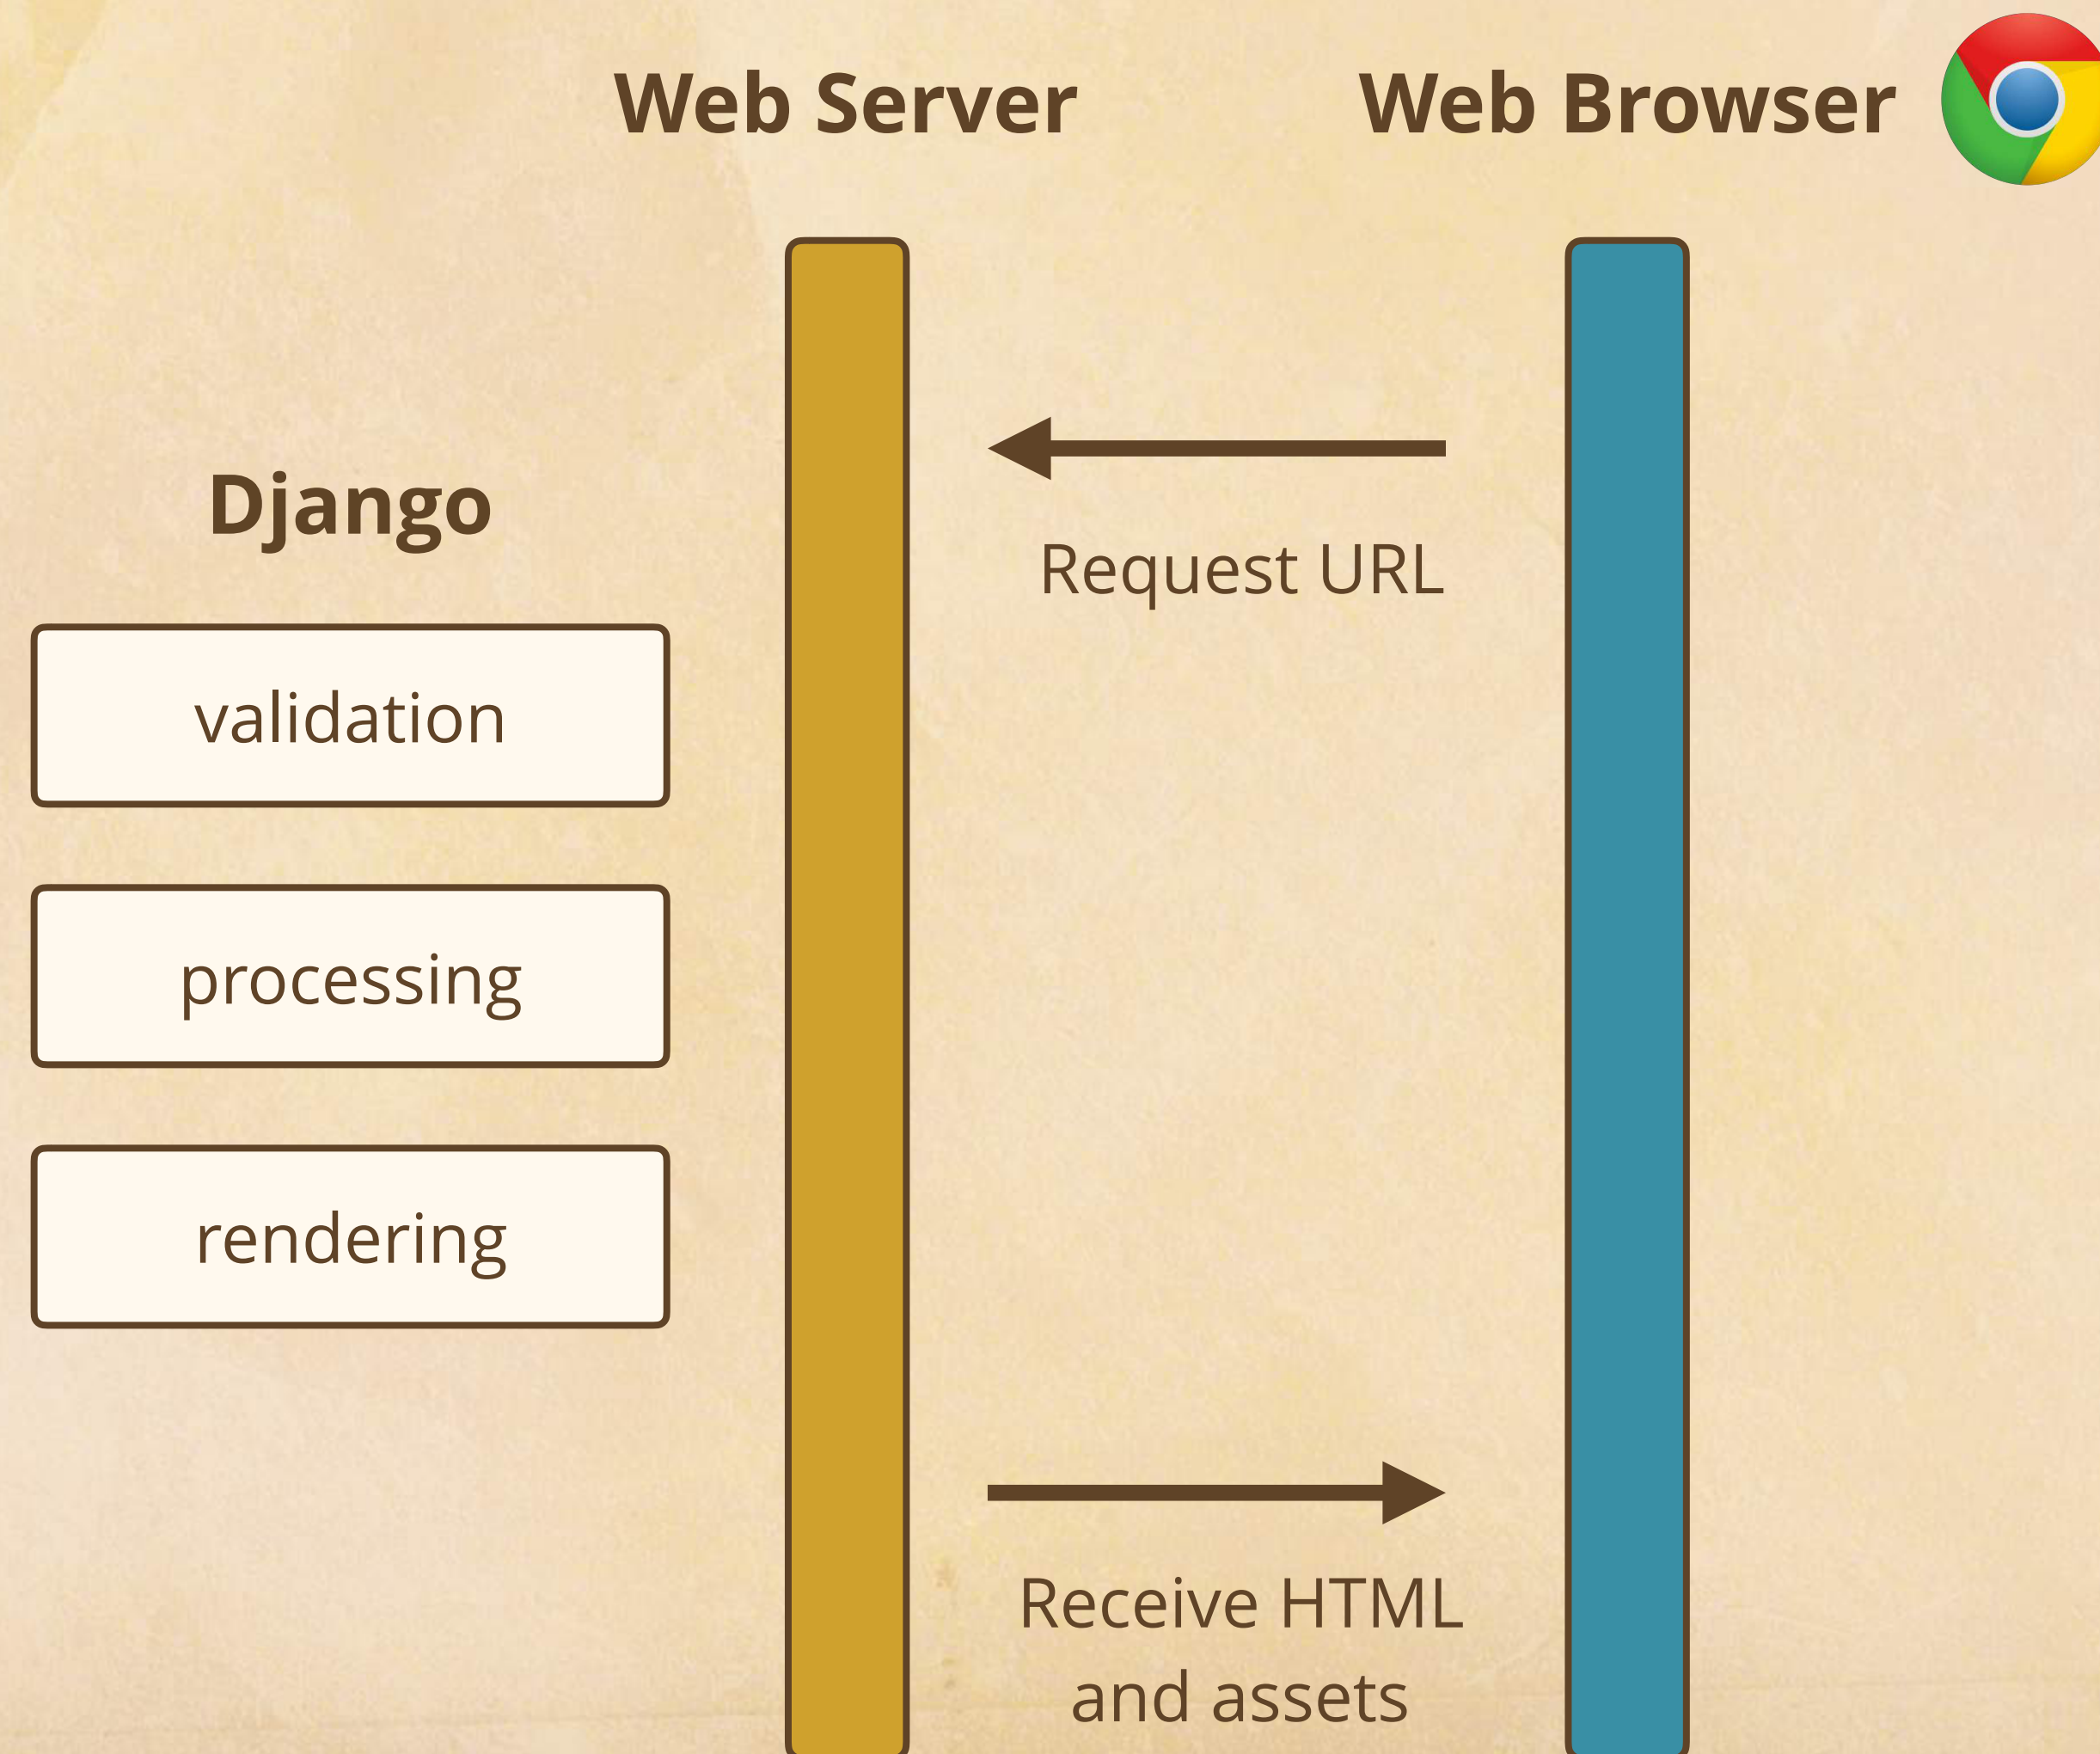 Web Server
Web Browser
Django
Request URL
validation
processing
rendering
Receive HTML
and assets